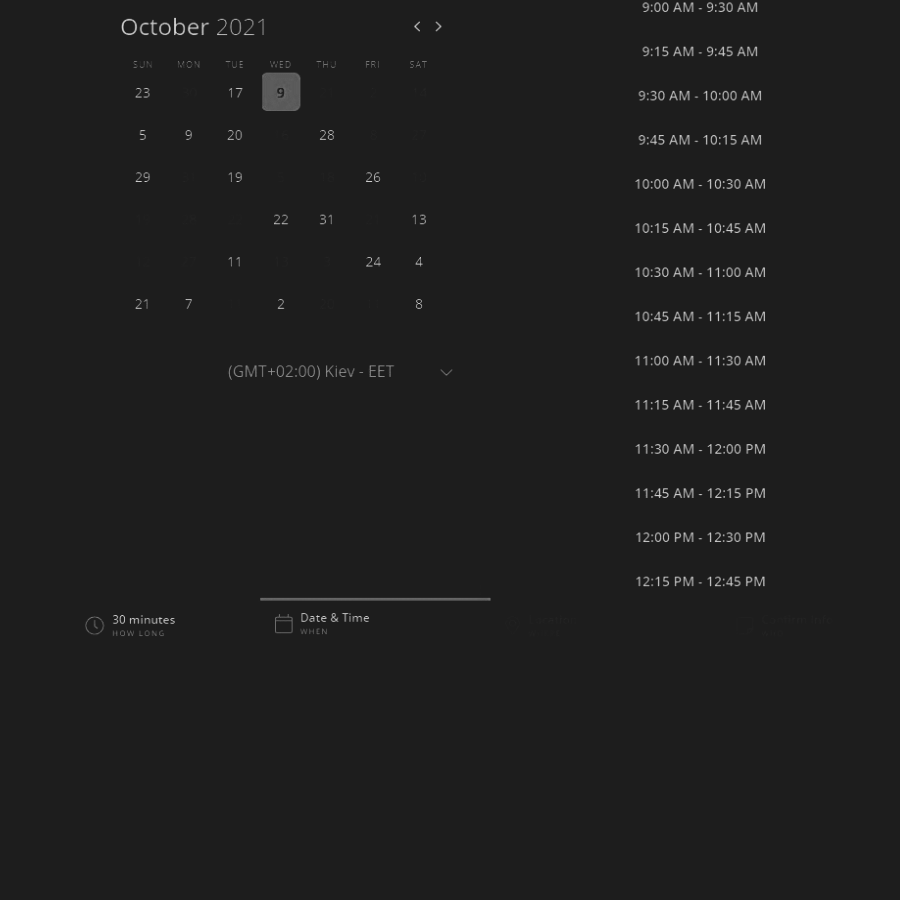 October 2021
SUN MON TUE WED THU FRI SAT
23 17 9
5 9 20 28
29 19 26
22 31 13
11 24 4
21 7 2 8
(GMT+02:00) Kiev - EET
9:00 AM - 9:30 AM
9:15 AM - 9:45 AM
9:30 AM - 10:00 AM
9:45 AM - 10:15 AM
10:00 AM - 10:30 AM
10:15 AM - 10:45 AM
10:30 AM - 11:00 AM
10:45 AM - 11:15 AM
11:00 AM - 11:30 AM
11:15 AM - 11:45 AM
11:30 AM - 12:00 PM
11:45 AM - 12:15 PM
12:00 PM - 12:30 PM
12:15 PM - 12:45 PM
30 minutes
HOW LONG
Date & Time
WHEN